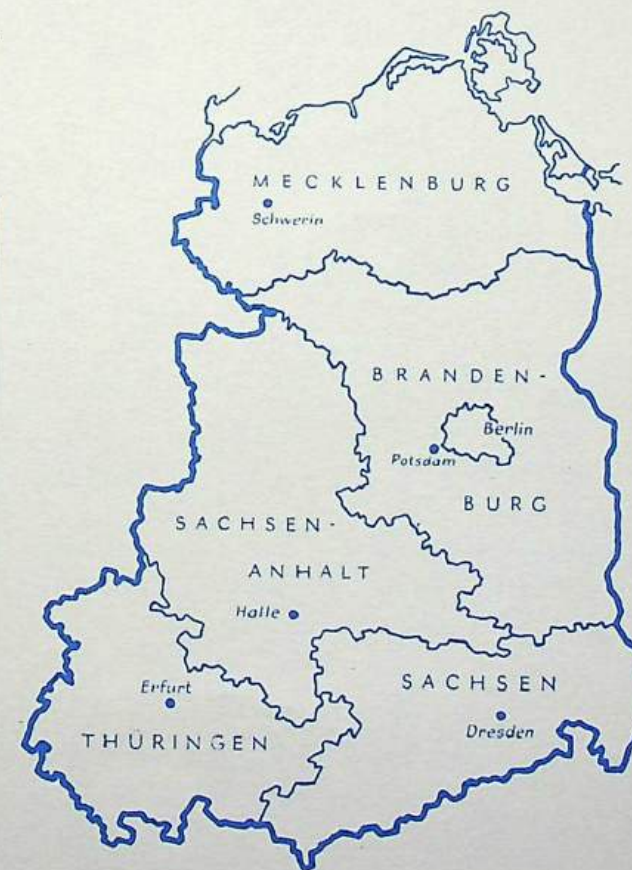 MECKLENBURG
Schwerin
BRANDEN-
Berlin
Potsdam
BURG
SACHSEN-
ANHALT
Halle
SACHSEN
Erfurt
Dresden
THÜRINGEN